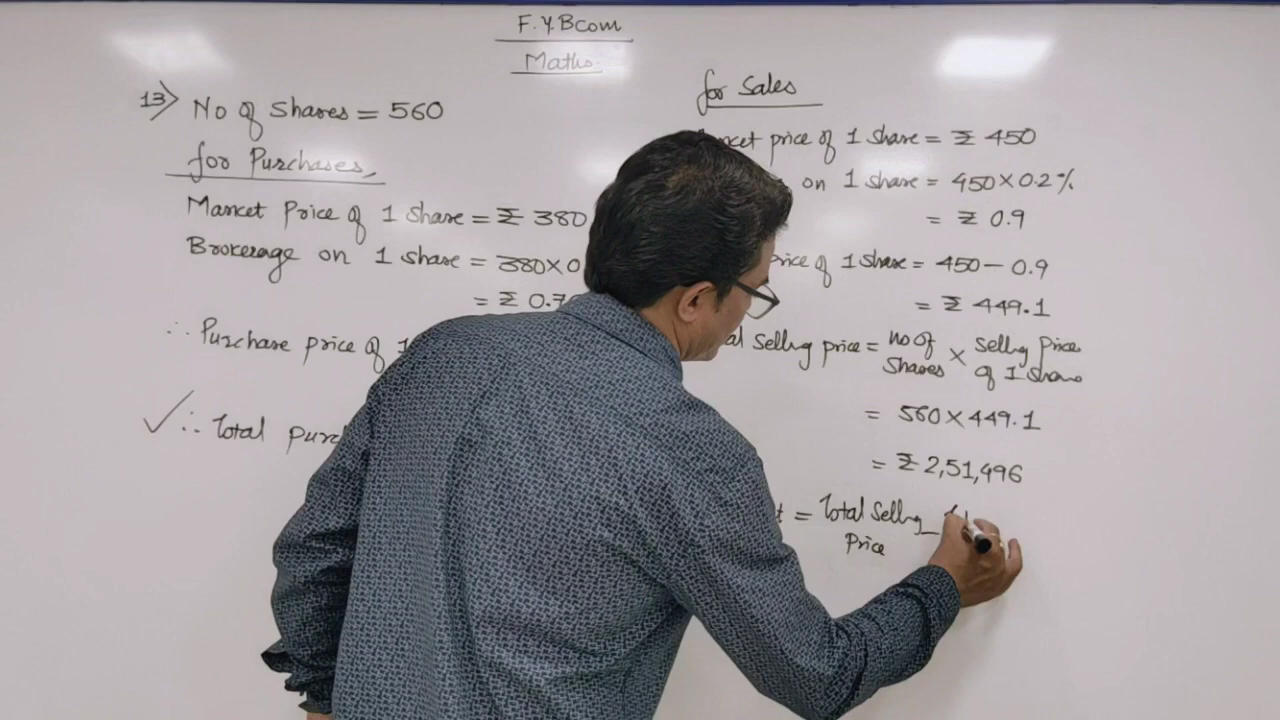 F.Y.Bcom
Maths.
13) No of shares = 560
for Purchases,
Market Price of 1 share = ₹ 380
Brokerage on 1 share = 380×0
= ₹ 0.7
∴ Purchase price of 1
✓ ∴ Total purc
for Sales
price of 1 share = ₹ 450
on 1 share = 450×0.2%
= ₹ 0.9
Price of 1 share = 450 – 0.9
= ₹ 449.1
Selling price = no of shares × Selling Price of 1 share
= 560×449.1
= ₹ 2,51,496
= Total Selling Price –